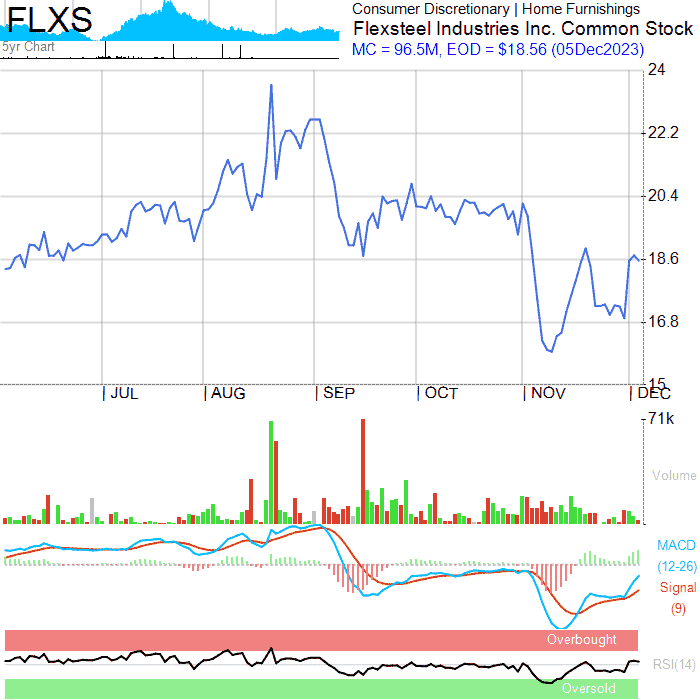 FLXS
5yr Chart
Consumer Discretionary | Home Furnishings
Flexsteel Industries Inc. Common Stock
MC = 96.5M, EOD = $18.56 (05Dec2023)
24
22.2
20.4
18.6
16.8
15
JUL
AUG
SEP
OCT
NOV
DEC
71k
Volume
MACD
(12-26)
Signal
(9)
Overbought
RSI(14)
Oversold